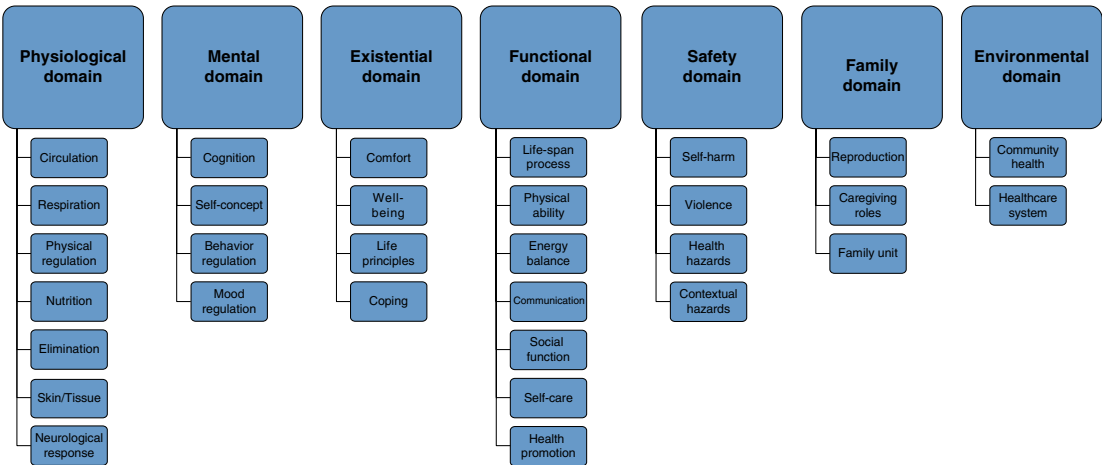 Physiological
domain
Circulation
Respiration
Physical
regulation
Nutrition
Elimination
Skin/Tissue
Neurological
response
Mental
domain
Cognition
Self-concept
Behavior
regulation
Mood
regulation
Existential
domain
Comfort
Well-
being
Life
principles
Coping
Functional
domain
Life-span
process
Physical
ability
Energy
balance
Communication
Social
function
Self-care
Health
promotion
Safety
domain
Self-harm
Violence
Health
hazards
Contextual
hazards
Family
domain
Reproduction
Caregiving
roles
Family unit
Environmental
domain
Community
health
Healthcare
system